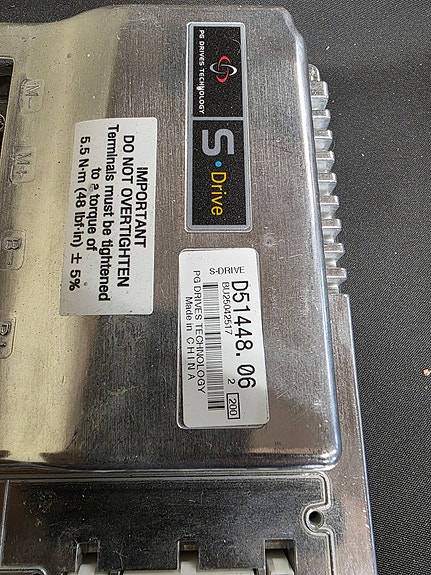 PG DRIVES TECHNOLOGY
S•Drive
IMPORTANT
DO NOT OVERTIGHTEN
Terminals must be tightened
to a torque of
5.5 N·m (48 lbf·in) ± 5%
S-DRIVE
D51448.06
BU25042517
2 200
PG DRIVES TECHNOLOGY
Made in CHINA
M-
M+
B-
B+